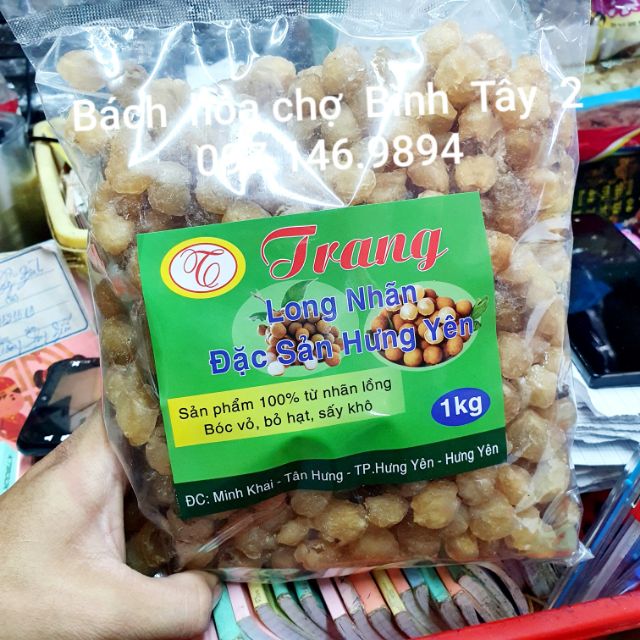 Bách hóa chợ Bình Tây 2
146.9894
T
Trang
Long Nhãn
Đặc Sản Hưng Yên
Sản phẩm 100% từ nhãn lồng
Bóc vỏ, bỏ hạt, sấy khô
1kg
ĐC: Minh Khai - Tân Hưng - TP.Hưng Yên - Hưng Yên